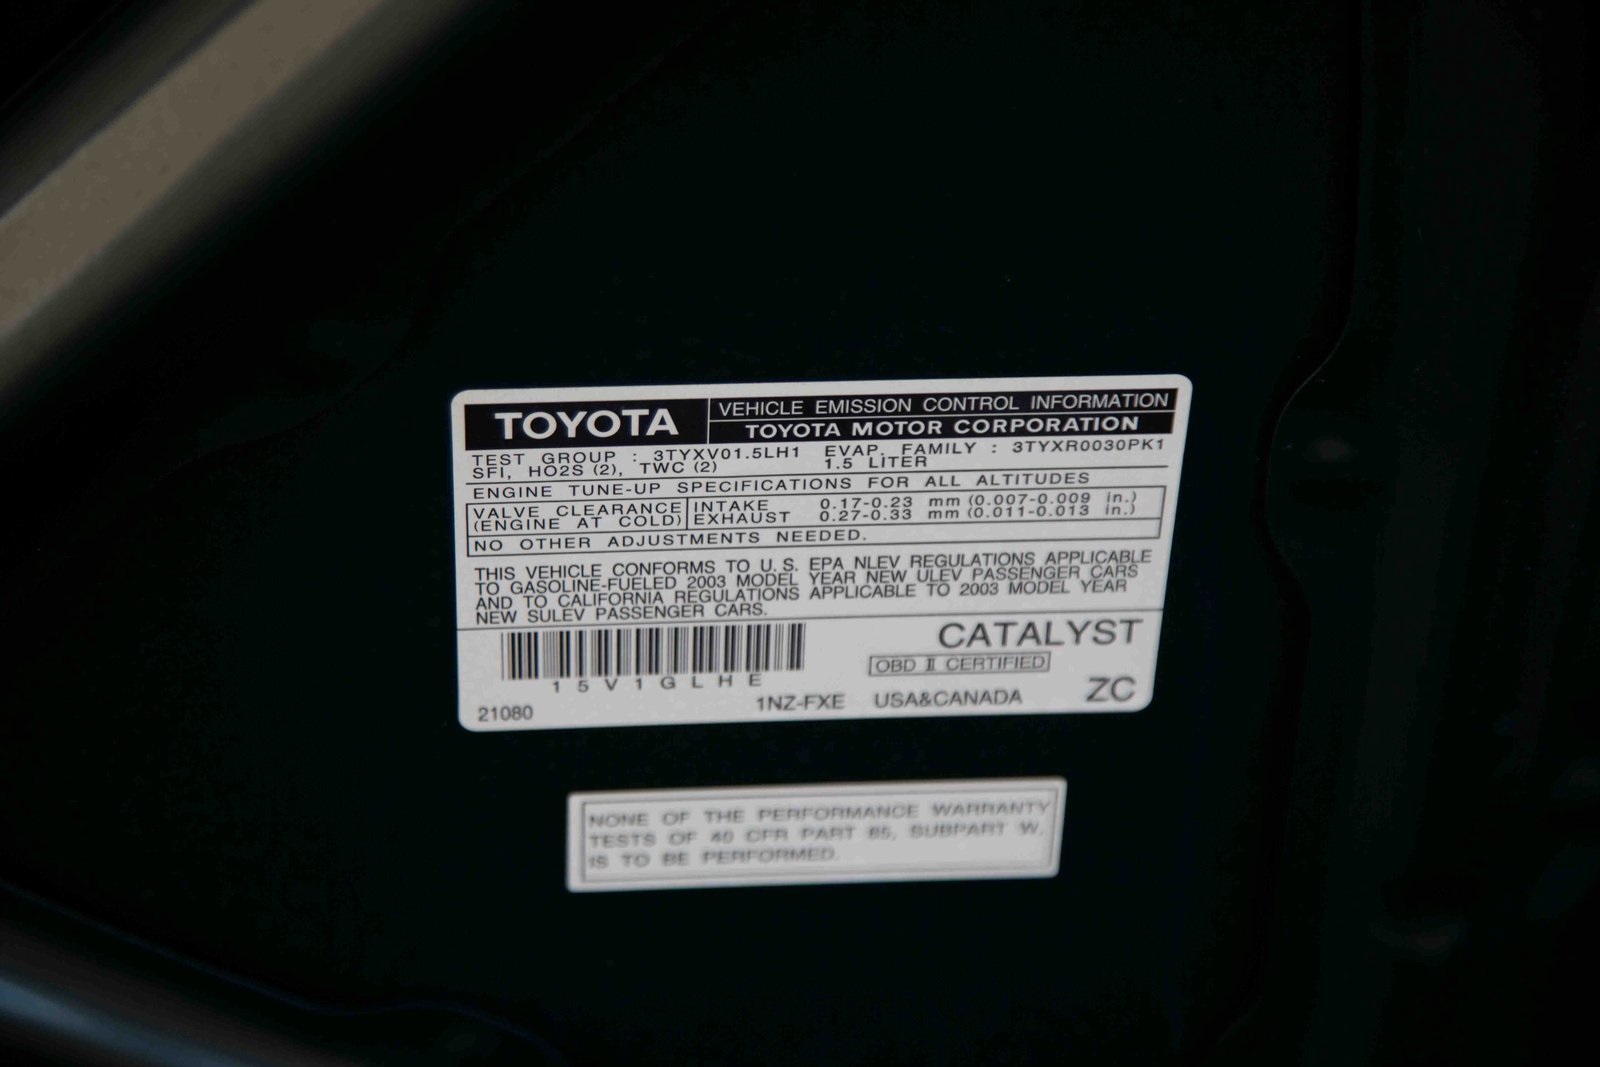 TOYOTA
VEHICLE EMISSION CONTROL INFORMATION
TOYOTA MOTOR CORPORATION
TEST GROUP : 3TYXV01.5LH1 EVAP. FAMILY : 3TYXR0030PK1
SFI, HO2S (2), TWC (2) 1.5 LITER
ENGINE TUNE-UP SPECIFICATIONS FOR ALL ALTITUDES
VALVE CLEARANCE INTAKE 0.17-0.23 mm (0.007-0.009 in.)
(ENGINE AT COLD) EXHAUST 0.27-0.33 mm (0.011-0.013 in.)
NO OTHER ADJUSTMENTS NEEDED.
THIS VEHICLE CONFORMS TO U.S. EPA NLEV REGULATIONS APPLICABLE
TO GASOLINE-FUELED 2003 MODEL YEAR NEW ULEV PASSENGER CARS
AND TO CALIFORNIA REGULATIONS APPLICABLE TO 2003 MODEL YEAR
NEW SULEV PASSENGER CARS.
CATALYST
OBD II CERTIFIED
15V1GLHE
21080 1NZ-FXE USA&CANADA ZC
NONE OF THE PERFORMANCE WARRANTY
TESTS OF 40 CFR PART 85, SUBPART W,
IS TO BE PERFORMED.